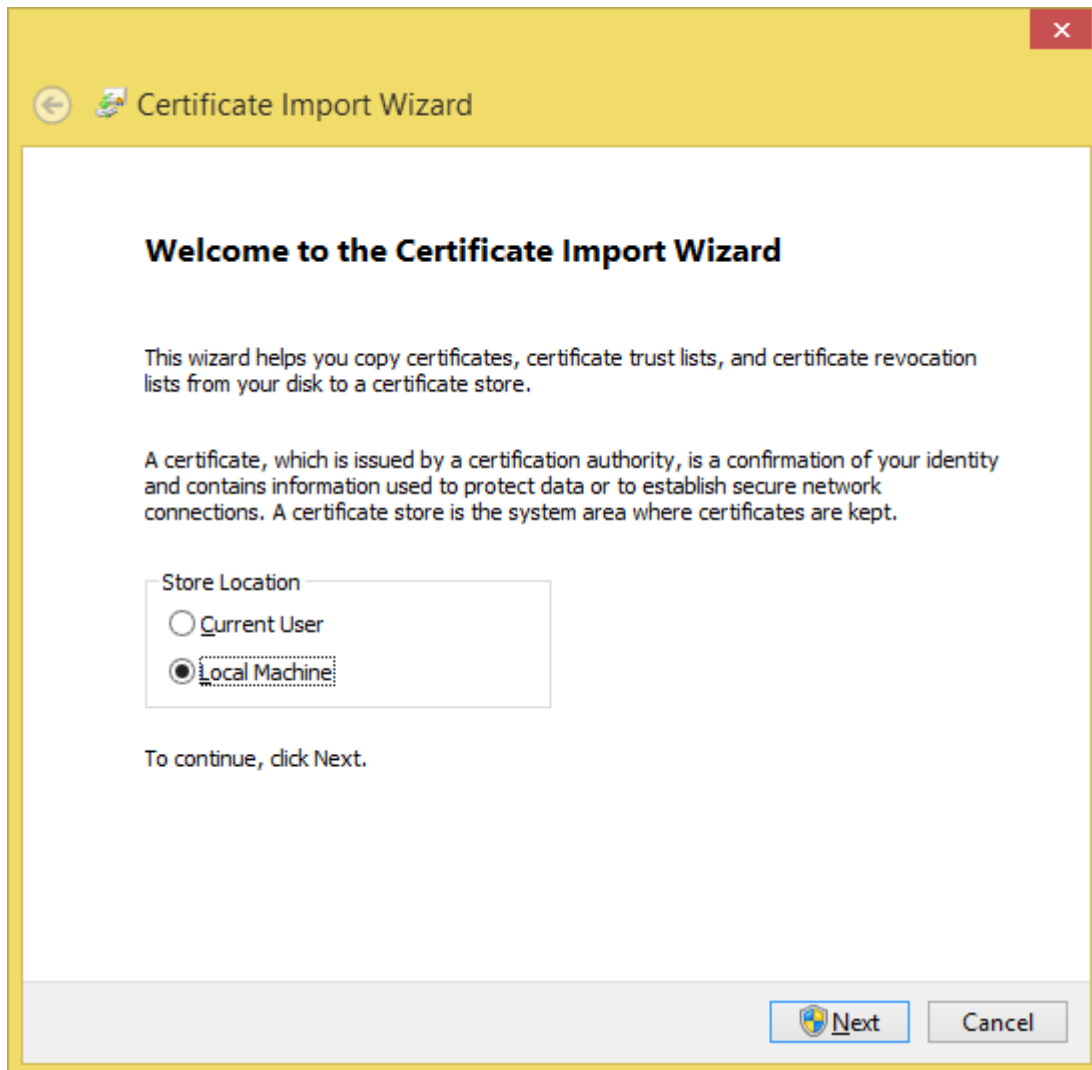 Certificate Import Wizard
Welcome to the Certificate Import Wizard
This wizard helps you copy certificates, certificate trust lists, and certificate revocation
lists from your disk to a certificate store.
A certificate, which is issued by a certification authority, is a confirmation of your identity
and contains information used to protect data or to establish secure network
connections. A certificate store is the system area where certificates are kept.
Store Location
Current User
Local Machine
To continue, click Next.
Next
Cancel